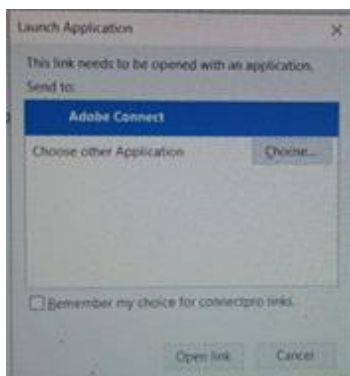 Launch Application
This link needs to be opened with an application.
Send to:
Adobe Connect
Choose other Application Choose...
Remember my choice for connectpro links.
Open link Cancel